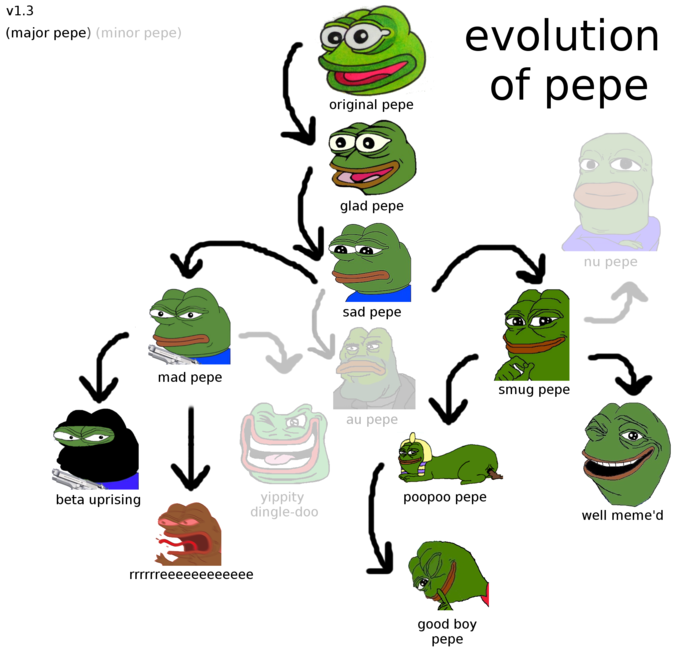 v1.3
(major pepe) (minor pepe)
evolution
of pepe
original pepe
glad pepe
nu pepe
sad pepe
mad pepe
smug pepe
au pepe
beta uprising
yippity
dingle-doo
poopoo pepe
well meme'd
rrrrrreeeeeeeeeeee
good boy
pepe